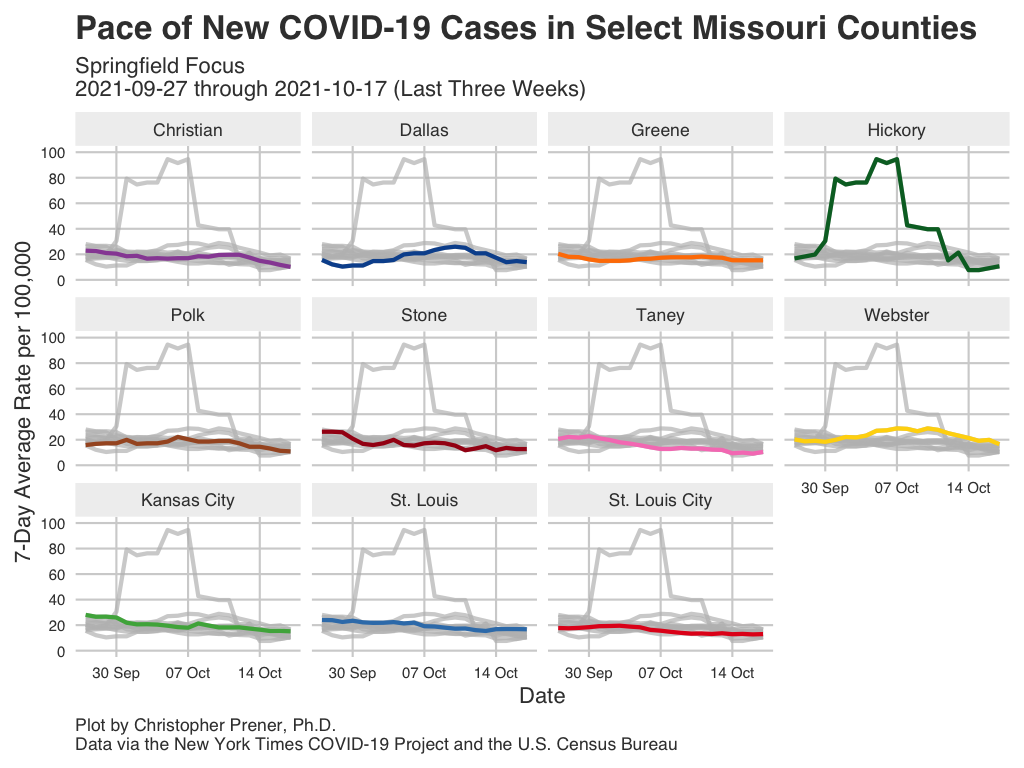 Pace of New COVID-19 Cases in Select Missouri Counties
Springfield Focus
2021-09-27 through 2021-10-17 (Last Three Weeks)
Christian
Dallas
Greene
Hickory
100
80
60
40
20
0
Polk
Stone
Taney
Webster
100
80
60
40
20
0
30 Sep
07 Oct
14 Oct
Kansas City
St. Louis
St. Louis City
100
80
60
40
20
0
30 Sep
07 Oct
14 Oct
30 Sep
07 Oct
14 Oct
30 Sep
07 Oct
14 Oct
7-Day Average Rate per 100,000
Date
Plot by Christopher Prener, Ph.D.
Data via the New York Times COVID-19 Project and the U.S. Census Bureau